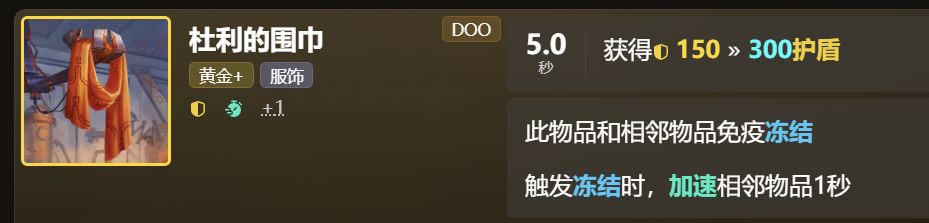 杜利的围巾
DOO
黄金+ 服饰
+1
5.0
秒
获得 150 » 300护盾
此物品和相邻物品免疫冻结
触发冻结时，加速相邻物品1秒